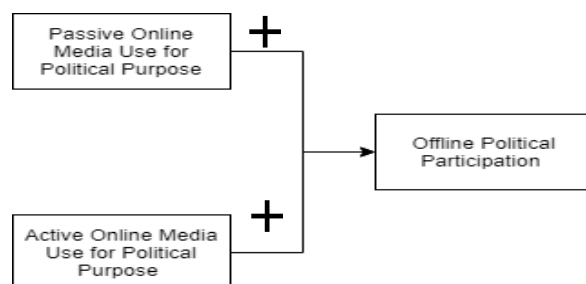 Passive Online
Media Use for
Political Purpose
+
Offline Political
Participation
+
Active Online Media
Use for Political
Purpose